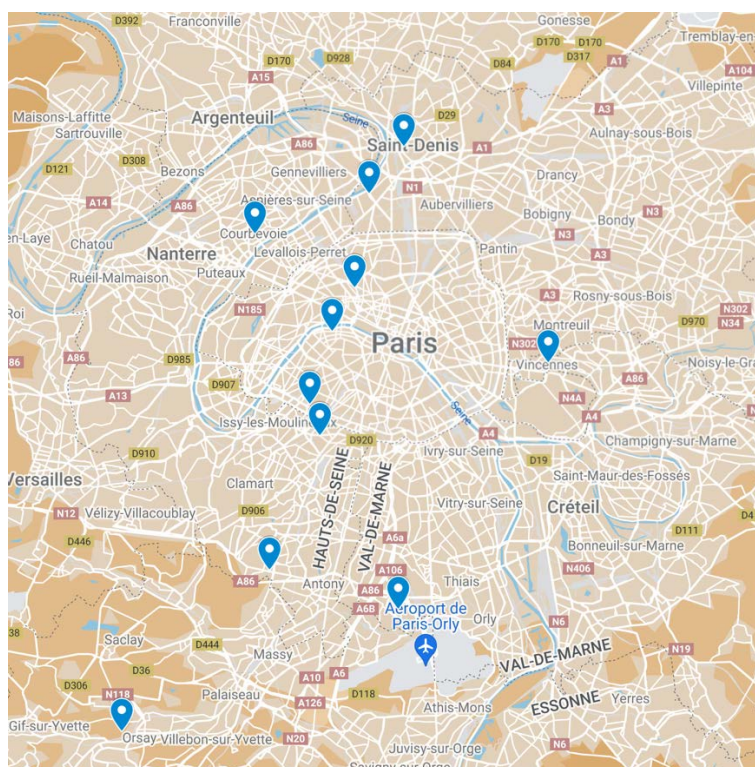 D392
Franconville
Gonesse
D170
D170
Tremblay-en-
D170
D928
D84
D317
A1
A104
A15
Villepinte
A3
Maisons-Laffitte
Argenteuil
Seine
D29
Sartrouville
Saint-Denis
A1
Aulnay-sous-Bois
A86
D308
D121
Bezons
Gennevilliers
A3
Drancy
N1
A14
A86
Asnières-sur-Seine
Aubervilliers
Bobigny
N3
Bondy
N3
en-Laye
Chatou
Courbevoie
Nanterre
Levallois-Perret
Pantin
A3
Rueil-Malmaison
Puteaux
A3
Rosny-sous-Bois
Roi
N185
N302
Montreuil
D970
N34
86
A86
D985
Paris
N302
Vincennes
Noisy-le-Gra
A13
D907
A86
N4A
Seine
A4
Issy-les-Moulineaux
D920
A4
Champigny-sur-Marne
D910
Ivry-sur-Seine
D19
Versailles
Saint-Maur-des-Fossés
Clamart
HAUTS-DE-SEINE
VAL-DE-MARNE
Vitry-sur-Seine
Créteil
N12
Vélizy-Villacoublay
D906
D4
D111
D446
A6a
Bonneuil-sur-Marne
A106
N406
A86
Antony
A86
Thiais
A6B
Aéroport de
Paris-Orly
Orly
N6
38
Saclay
D444
VAL-DE-MARNE
N19
Massy
D36
A10
A6
D306
N118
Palaiseau
A126
D118
ESSONNE
Yerres
Athis-Mons
Gif-sur-Yvette
Orsay
Villebon-sur-Yvette
N20
Juvisy-sur-Orge
N6
Savigny-sur-Orge